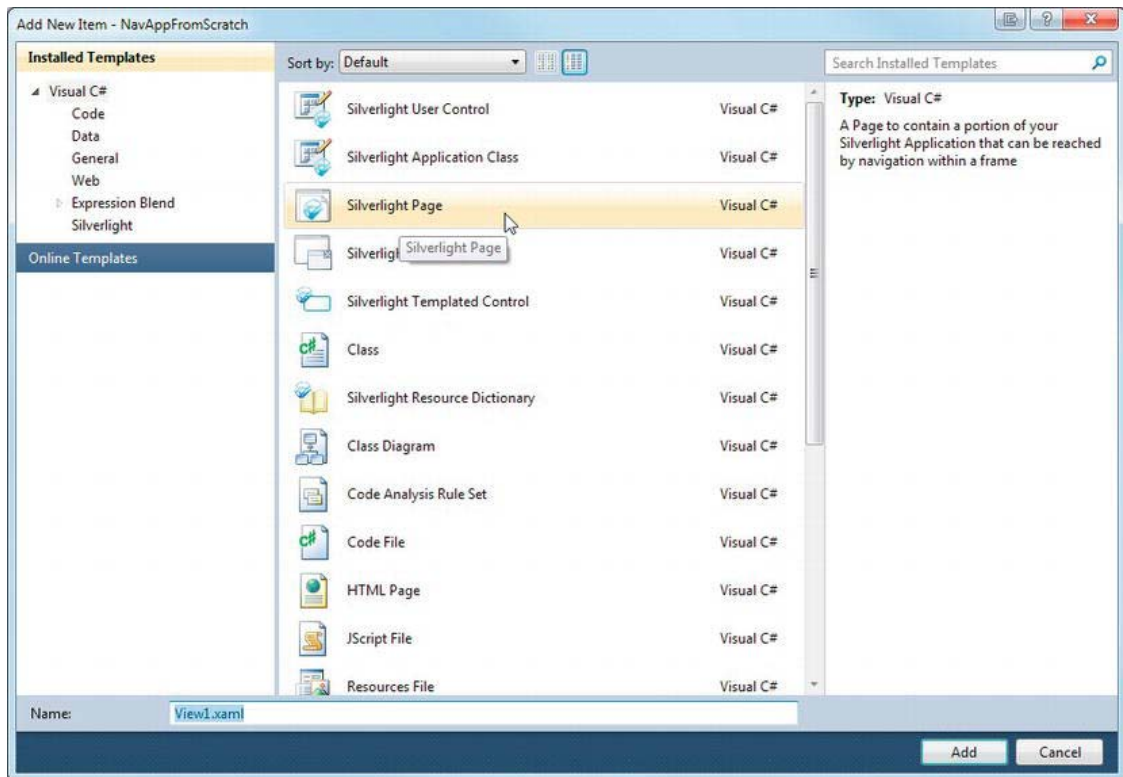 Add New Item - NavAppFromScratch
Installed Templates
Visual C#
Code
Data
General
Web
Expression Blend
Silverlight
Online Templates
Sort by: Default
Search Installed Templates
Silverlight User Control Visual C#
Silverlight Application Class Visual C#
Silverlight Page Visual C#
Silverlig Visual C#
Silverlight Page
Silverlight Templated Control Visual C#
Class Visual C#
Silverlight Resource Dictionary Visual C#
Class Diagram Visual C#
Code Analysis Rule Set Visual C#
Code File Visual C#
HTML Page Visual C#
JScript File Visual C#
Resources File Visual C#
Type: Visual C#
A Page to contain a portion of your
Silverlight Application that can be reached
by navigation within a frame
Name: View1.xaml
Add Cancel